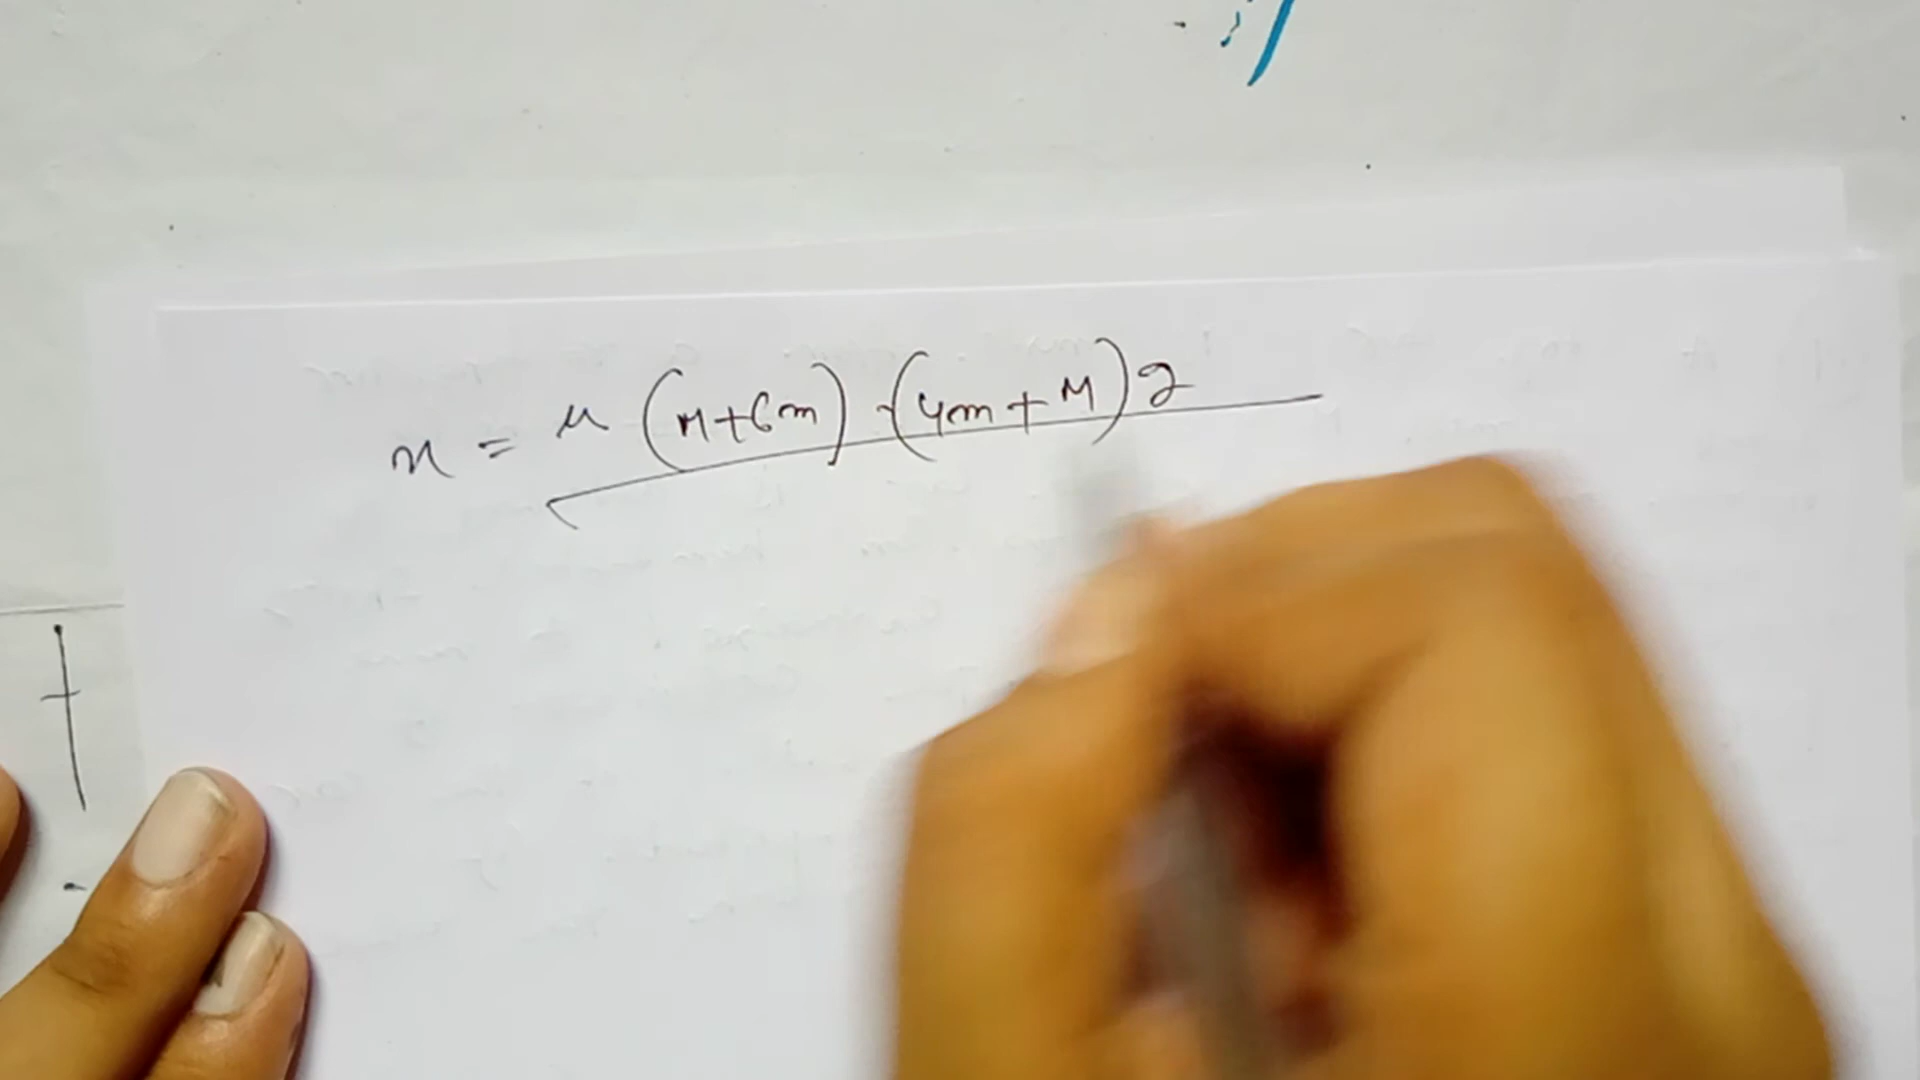 x = μ (M+6m) · (4m+M)g